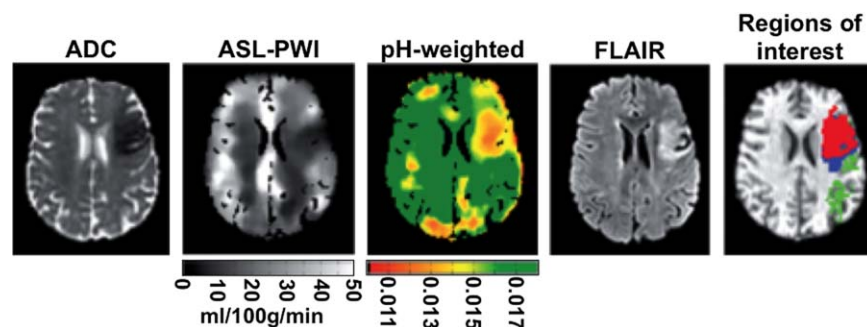 ADC
ASL-PWI
pH-weighted
FLAIR
Regions of
interest
0 10 20 30 40 50
ml/100g/min
0.011 0.013 0.015 0.017